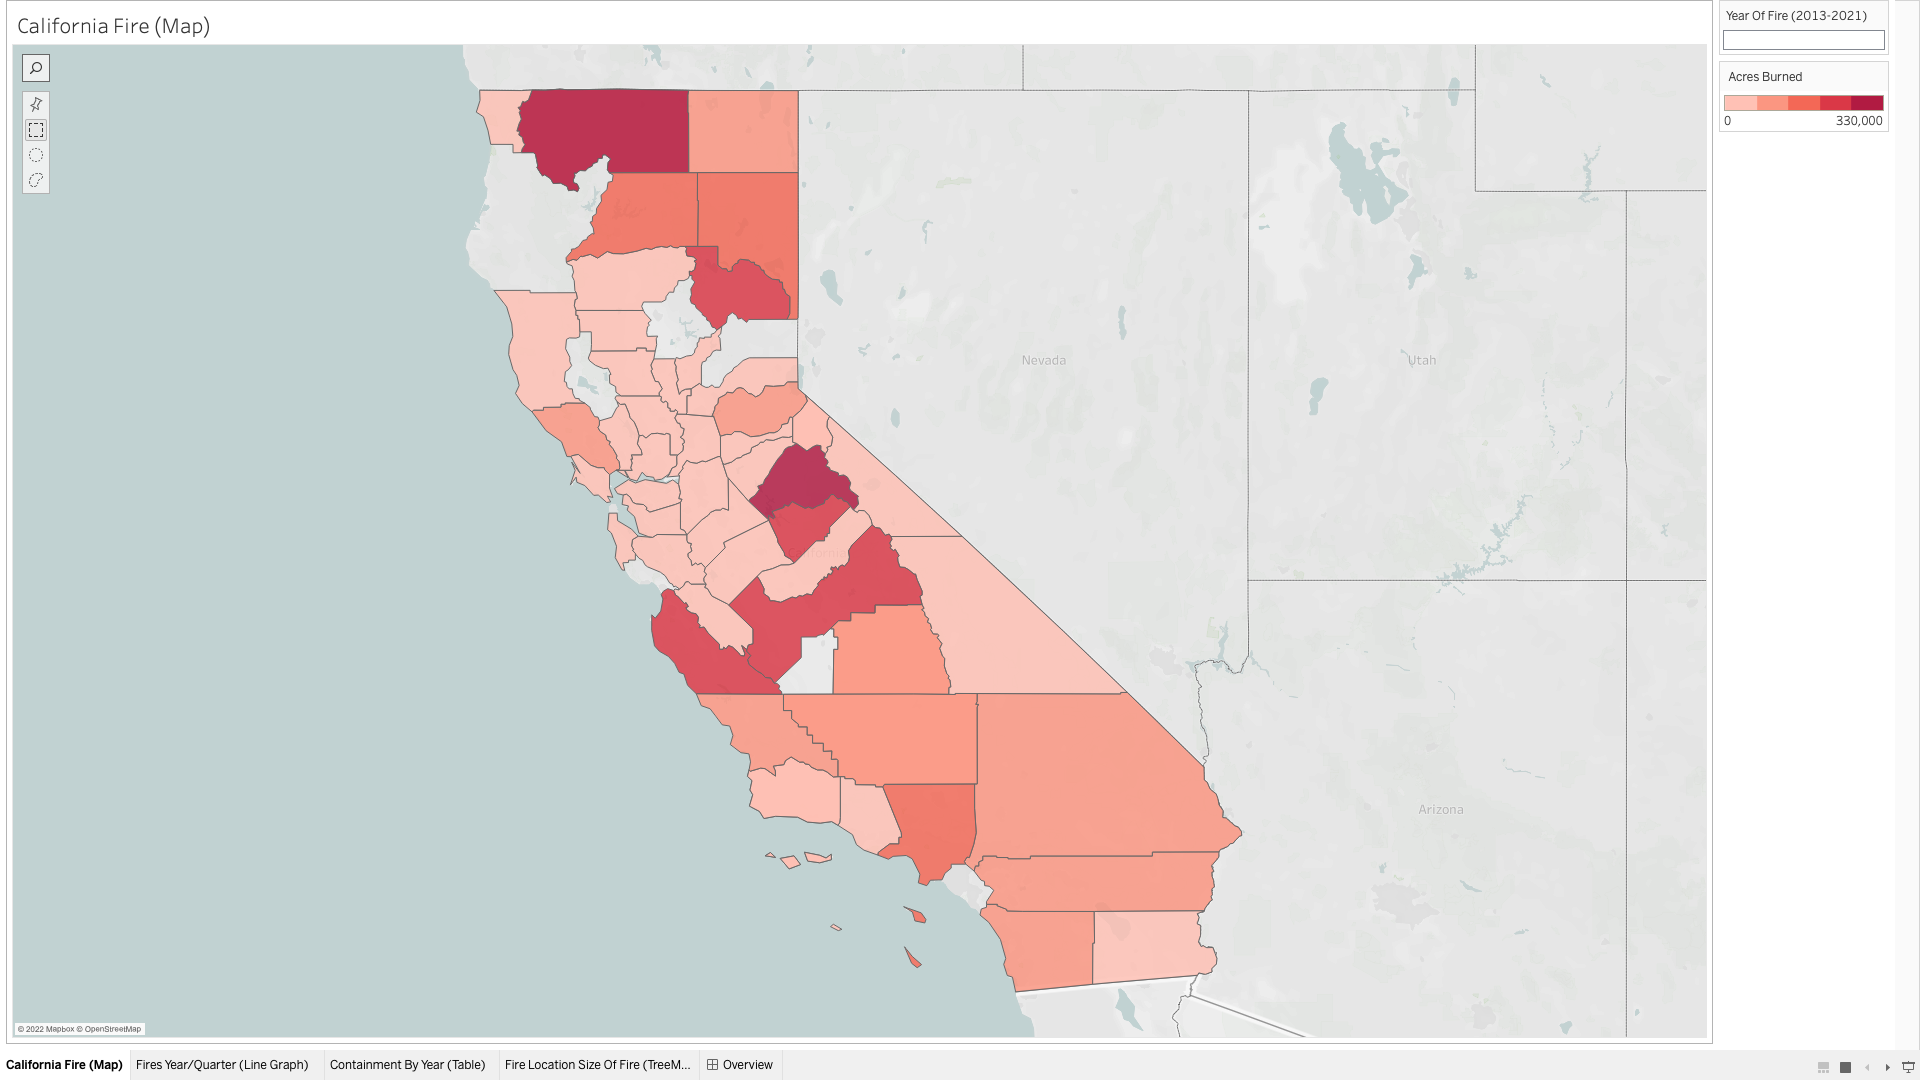 California Fire (Map)
Year Of Fire (2013-2021)
Acres Burned
0
330,000
Nevada
Utah
California
Arizona
© 2022 Mapbox © OpenStreetMap
California Fire (Map)
Fires Year/Quarter (Line Graph)
Containment By Year (Table)
Fire Location Size Of Fire (TreeM...
Overview